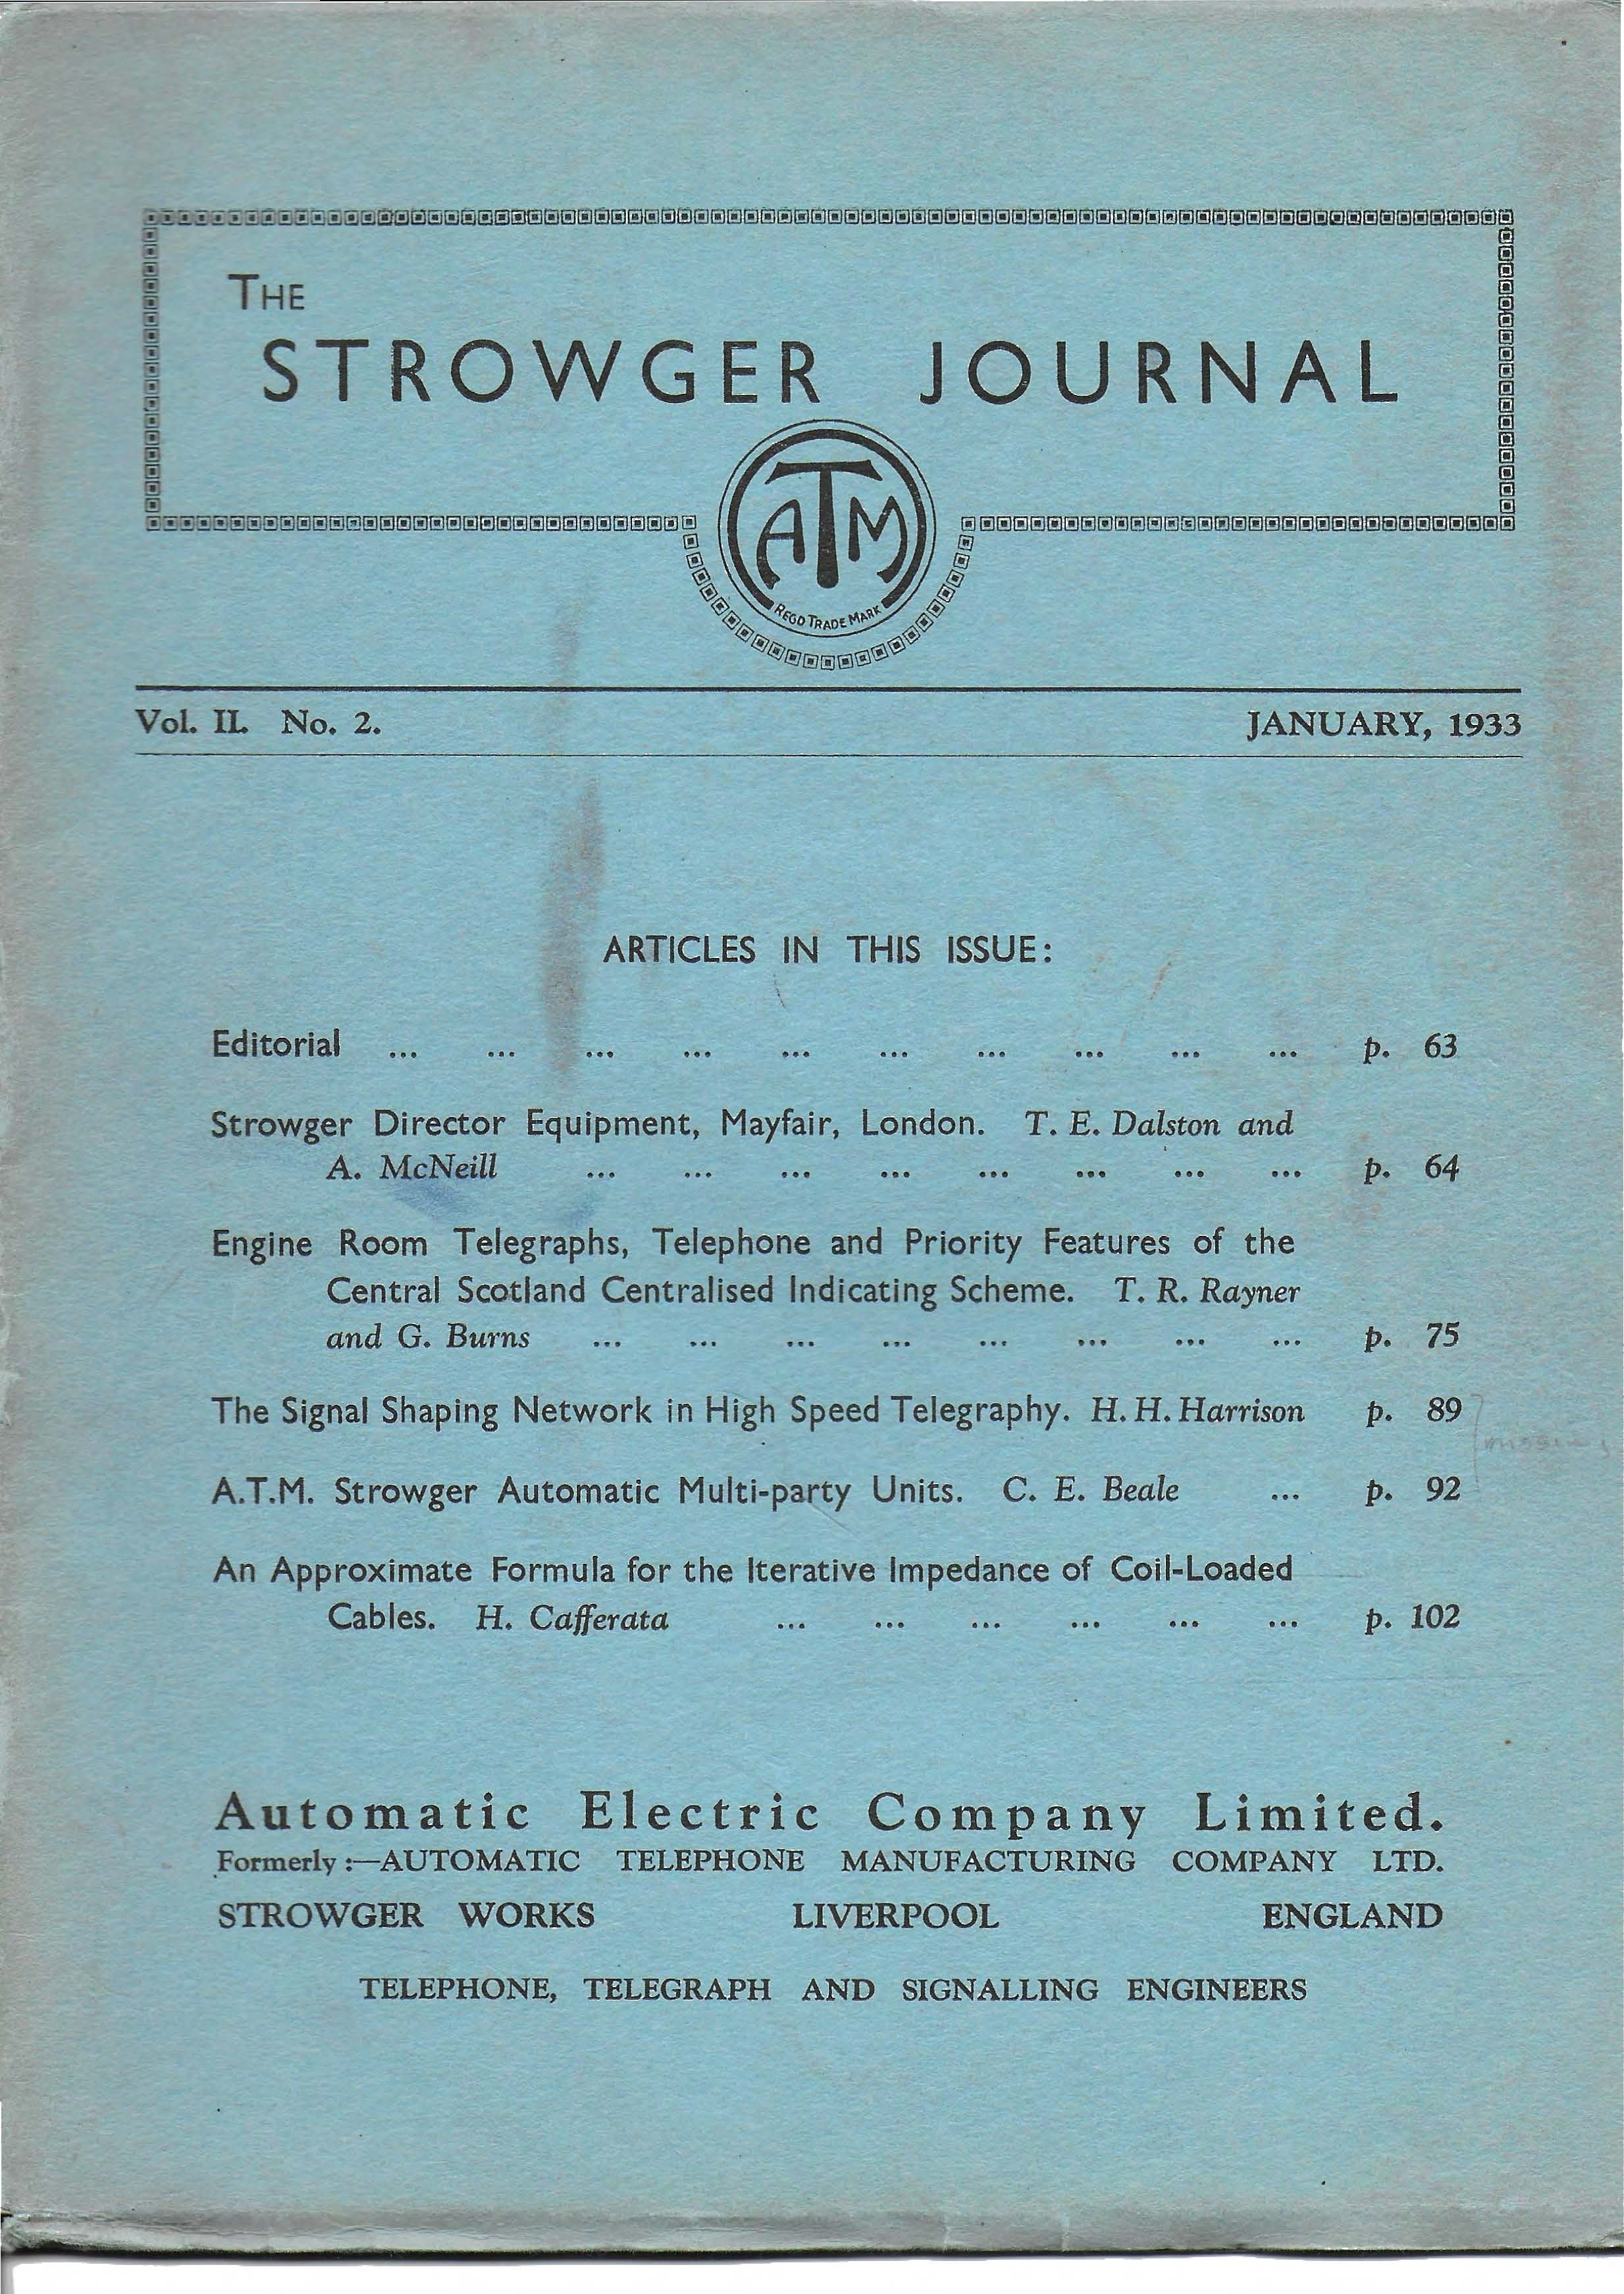 THE
STROWGER JOURNAL
ATM
REGD TRADE MARK
Vol. II. No. 2. JANUARY, 1933
ARTICLES IN THIS ISSUE:
Editorial ... ... ... ... ... ... ... ... ... ... p. 63
Strowger Director Equipment, Mayfair, London. T. E. Dalston and
A. McNeill ... ... ... ... ... ... ... ... p. 64
Engine Room Telegraphs, Telephone and Priority Features of the
Central Scotland Centralised Indicating Scheme. T. R. Rayner
and G. Burns ... ... ... ... ... ... ... ... p. 75
The Signal Shaping Network in High Speed Telegraphy. H. H. Harrison p. 89
A.T.M. Strowger Automatic Multi-party Units. C. E. Beale ... p. 92
An Approximate Formula for the Iterative Impedance of Coil-Loaded
Cables. H. Cafferata ... ... ... ... ... ... p. 102
Automatic Electric Company Limited.
Formerly :—AUTOMATIC TELEPHONE MANUFACTURING COMPANY LTD.
STROWGER WORKS LIVERPOOL ENGLAND
TELEPHONE, TELEGRAPH AND SIGNALLING ENGINEERS